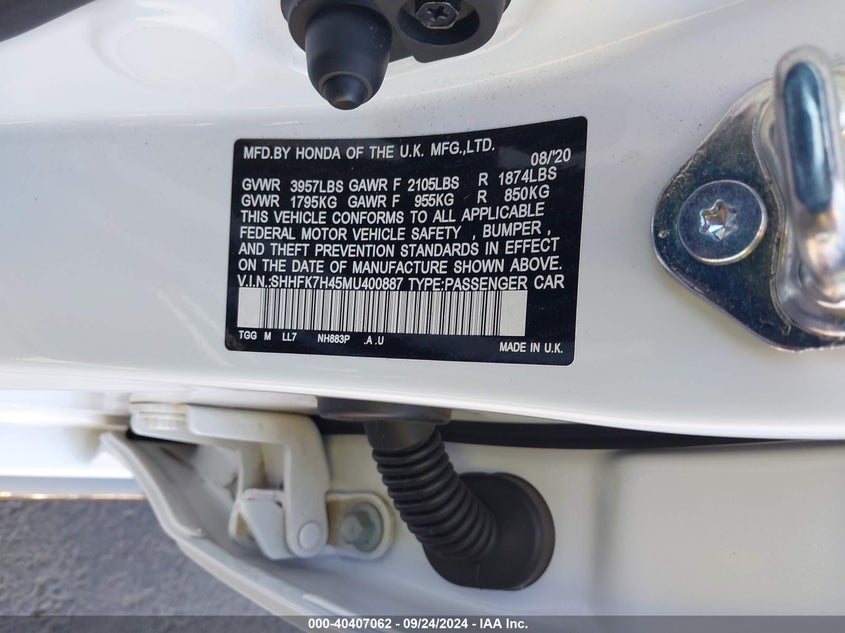 MFD.BY HONDA OF THE U.K. MFG.,LTD. 08/'20
GVWR 3957LBS GAWR F 2105LBS R 1874LBS
GVWR 1795KG GAWR F 955KG R 850KG
THIS VEHICLE CONFORMS TO ALL APPLICABLE
FEDERAL MOTOR VEHICLE SAFETY , BUMPER ,
AND THEFT PREVENTION STANDARDS IN EFFECT
ON THE DATE OF MANUFACTURE SHOWN ABOVE.
V.I.N.:SHHFK7H45MU400887 TYPE:PASSENGER CAR
TGG M LL7 NH883P .A .U
MADE IN U.K.
000-40407062 - 09/24/2024 - IAA Inc.